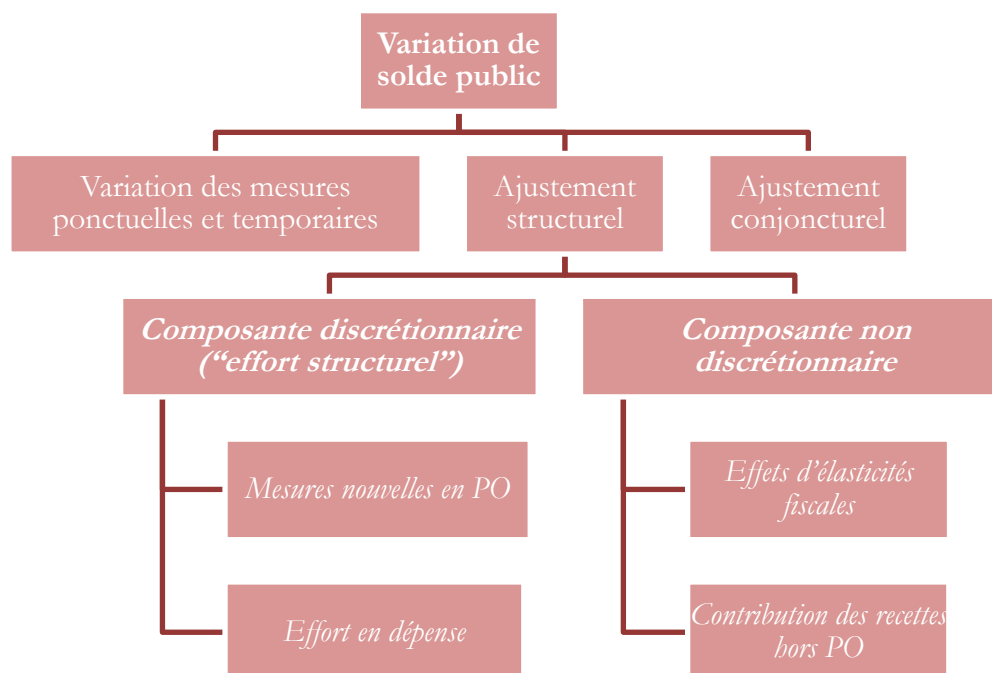 Variation de
solde public
Variation des mesures
ponctuelles et temporaires
Ajustement
structurel
Ajustement
conjoncturel
Composante discrétionnaire
(“effort structurel”)
Composante non
discrétionnaire
Mesures nouvelles en PO
Effort en dépense
Effets d’élasticités
fiscales
Contribution des recettes
hors PO